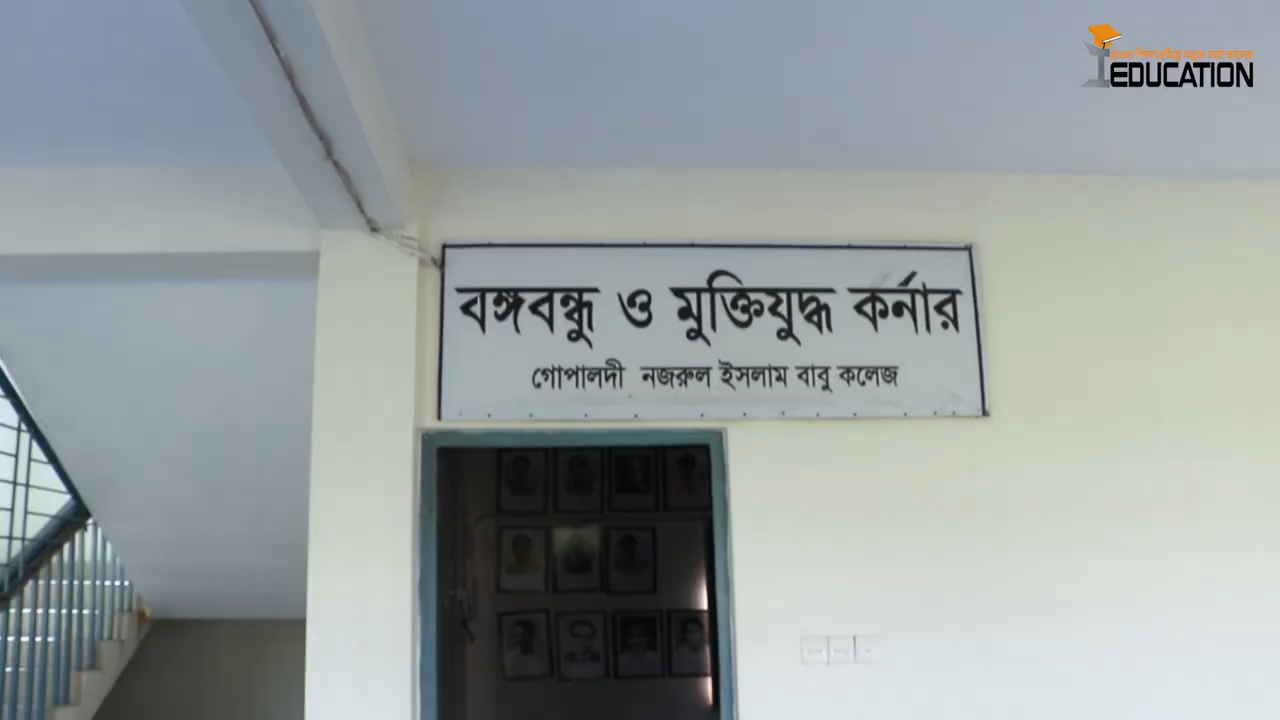 EDUCATION
বঙ্গবন্ধু ও মুক্তিযুদ্ধ কর্নার
গোপালদী নজরুল ইসলাম বাবু কলেজ